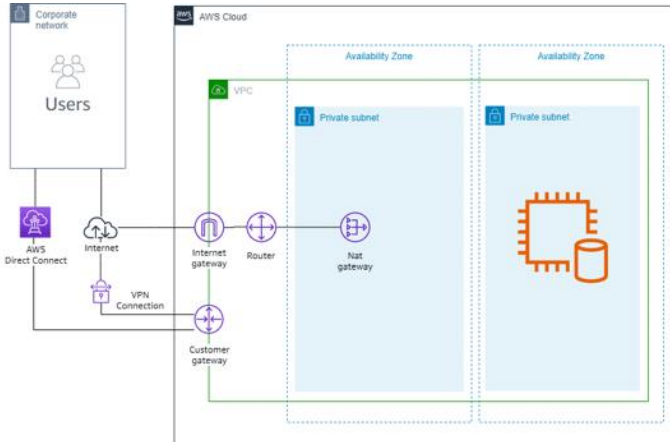 Corporate
network
Users
aws
AWS Cloud
Availability Zone
Availability Zone
VPC
Private subnet
Private subnet
AWS
Direct Connect
Internet
Internet
gateway
Router
Nat
gateway
VPN
Connection
Customer
gateway